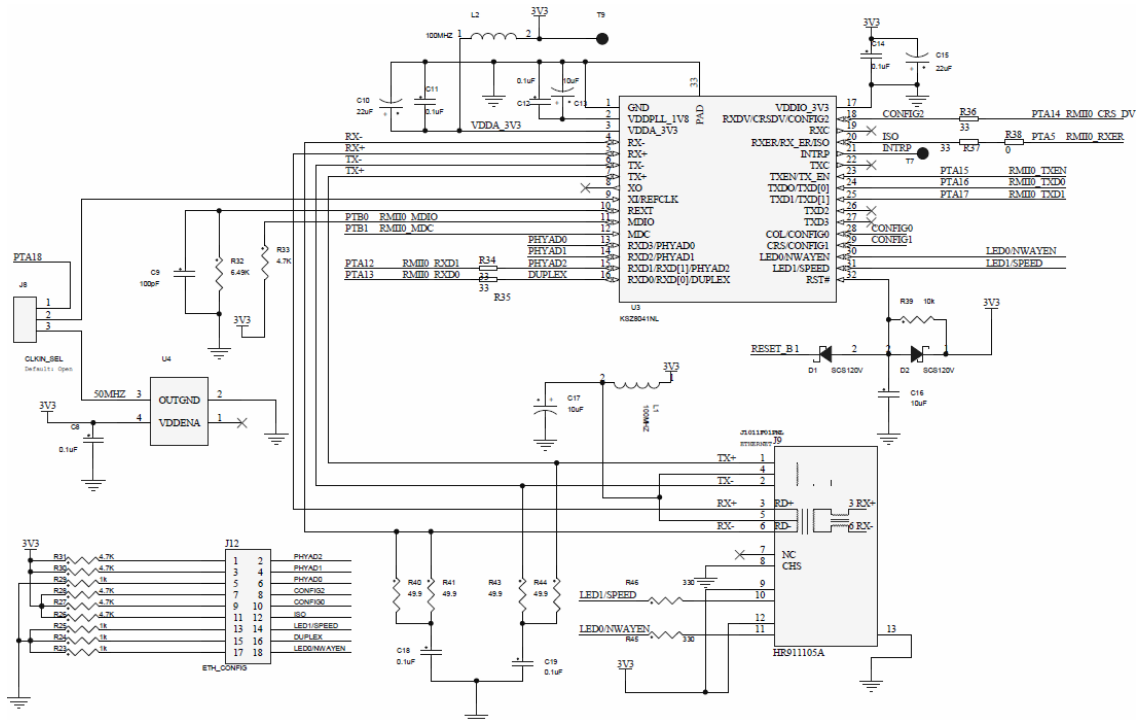 L2
3V3
T9
100MHZ
1
2
3V3
C14
0.1uF
C15
22uF
C10
22uF
C11
0.1uF
0.1uF
C12
10uF
C13
33
PAD
VDDA_3V3
1
GND
2
VDDPLL_1V8
3
VDDA_3V3
RX-
4
RX-
RX+
5
RX+
TX-
6
TX-
TX+
7
TX+
8
XO
9
XI/REFCLK
10
REXT
PTB0 RMII0_MDIO
11
MDIO
PTB1 RMII0_MDC
12
MDC
PHYAD0
13
RXD3/PHYAD0
PHYAD1
14
RXD2/PHYAD1
PTA12 RMII0_RXD1
R34
33
PHYAD2
15
RXD1/RXD[1]/PHYAD2
PTA13 RMII0_RXD0
33
R35
DUPLEX
16
RXD0/RXD[0]/DUPLEX
VDDIO_3V3
17
RXDV/CRSDV/CONFIG2
18
CONFIG2
R36
33
PTA14 RMII0_CRS_DV
RXC
19
RXER/RX_ER/ISO
20
ISO
33
R37
R38
0
PTA5 RMII0_RXER
INTRP
21
INTRP
T7
TXC
22
TXEN/TX_EN
23
PTA15 RMII0_TXEN
TXDO/TXD[0]
24
PTA16 RMII0_TXD0
TXD1/TXD[1]
25
PTA17 RMII0_TXD1
TXD2
26
TXD3
27
COL/CONFIG0
28
CONFIG0
CRS/CONFIG1
29
CONFIG1
LED0/NWAYEN
30
LED0/NWAYEN
LED1/SPEED
31
LED1/SPEED
RST#
32
U3
KSZ8041NL
PTA18
J8
1
2
3
CLKIN_SEL
Default: Open
C9
100pF
R32
6.49K
R33
4.7K
3V3
U4
50MHZ
3
OUTGND
2
3V3
4
VDDENA
1
C8
0.1uF
R39
10k
3V3
RESET_B
1
2
D1
SCS120V
2
1
D2
SCS120V
C16
10uF
C17
10uF
2
3V3
1
L1
100MHZ
J1011F01PNL
ETHERNET
J9
TX+
1
4
TX-
2
RX+
3
RD+
3 RX+
5
RX-
6
RD-
6 RX-
7
NC
8
CHS
9
LED1/SPEED
R46
330
10
12
LED0/NWAYEN
R45
330
11
13
3V3
HR911105A
R40
49.9
R41
49.9
R43
49.9
R44
49.9
C18
0.1uF
C19
0.1uF
3V3
J12
R31
4.7K
1
2
PHYAD2
R30
4.7K
3
4
PHYAD1
R29
1k
5
6
PHYAD0
R28
4.7K
7
8
CONFIG2
R27
4.7K
9
10
CONFIG0
R26
4.7K
11
12
ISO
R25
1k
13
14
LED1/SPEED
R24
1k
15
16
DUPLEX
R23
1k
17
18
LED0/NWAYEN
ETH_CONFIG